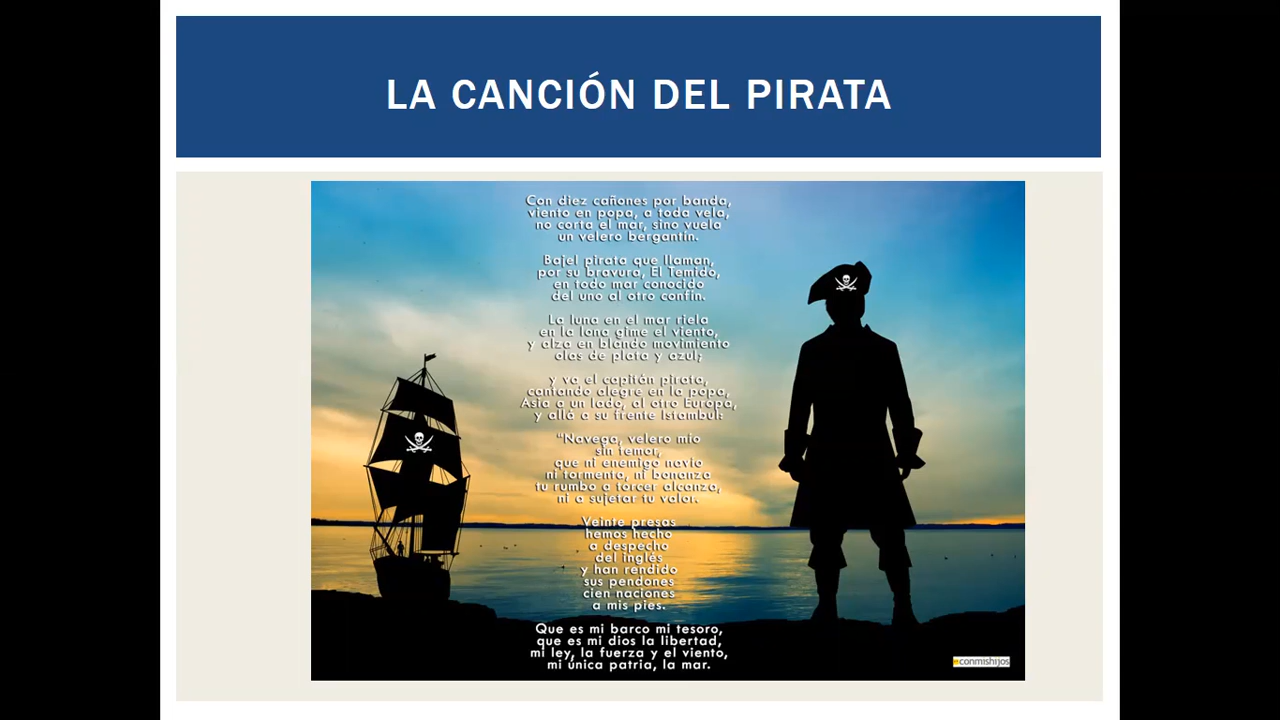 LA CANCIÓN DEL PIRATA
Con diez cañones por banda,
viento en popa, a toda vela,
no corta el mar, sino vuela
un velero bergantín.
Bajel pirata que llaman,
por su bravura, El Temido,
en todo mar conocido
del uno al otro confín.
La luna en el mar riela
en la lona gime el viento,
y alza en blando movimiento
olas de plata y azul;
y va el capitán pirata,
cantando alegre en la popa,
Asia a un lado, al otro Europa,
y allá a su frente Istambul:
"Navega, velero mío
sin temor,
que ni enemigo navío
ni tormenta, ni bonanza
tu rumbo a torcer alcanza,
ni a sujetar tu valor.
Veinte presas
hemos hecho
a despecho
del inglés
y han rendido
sus pendones
cien naciones
a mis pies.
Que es mi barco mi tesoro,
que es mi dios la libertad,
mi ley, la fuerza y el viento,
mi única patria, la mar.
conmishijos